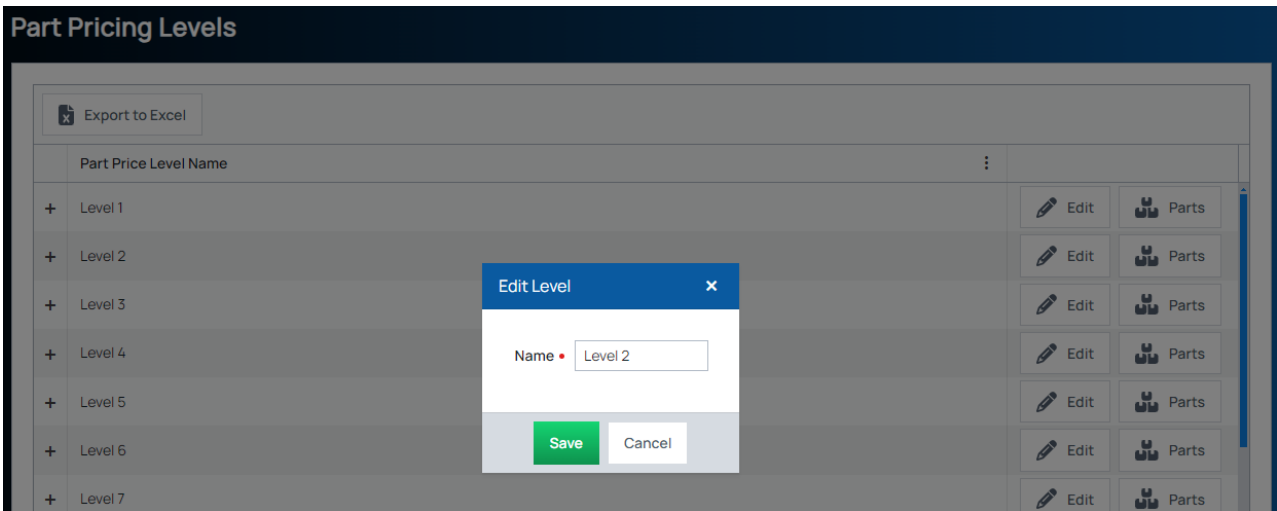 Part Pricing Levels
Export to Excel
Part Price Level Name
Level 1 Edit Parts
Level 2 Edit Parts
Level 3 Edit Parts
Level 4 Edit Parts
Level 5 Edit Parts
Level 6 Edit Parts
Level 7 Edit Parts
Edit Level
Name Level 2
Save Cancel